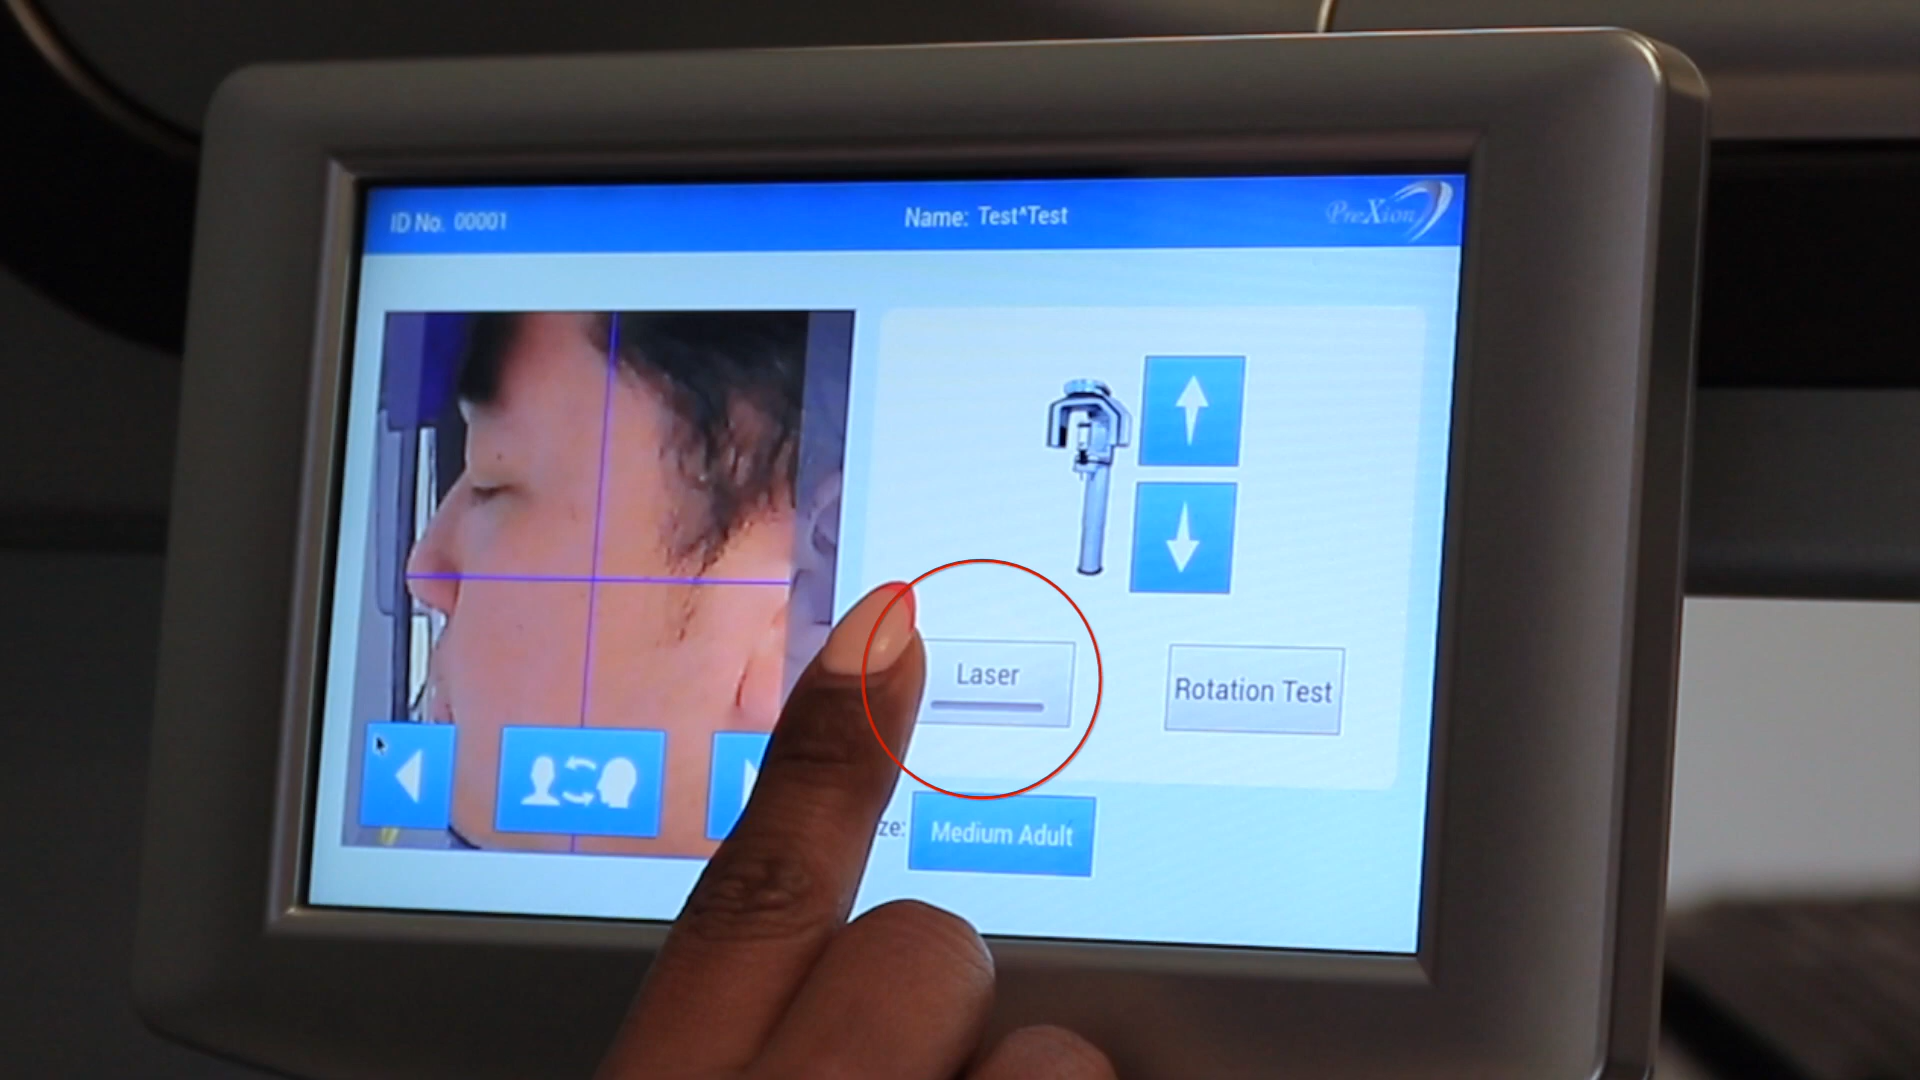 ID No. 00001
Name: Test^Test
PreXion
Laser
Rotation Test
ze:
Medium Adult